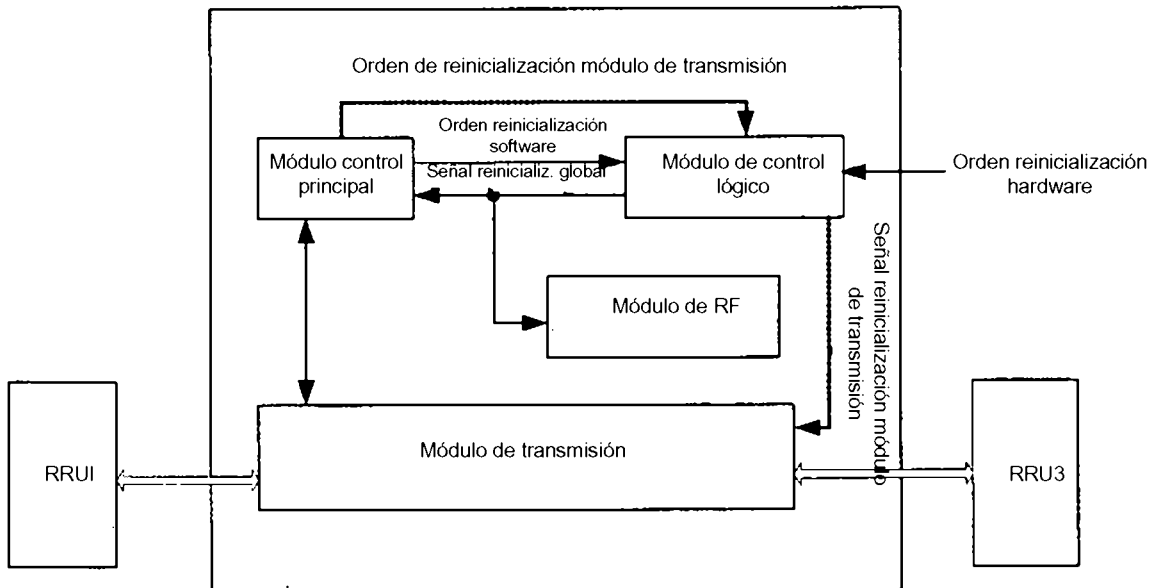 Orden de reinicialización módulo de transmisión
Orden reinicialización
software
Módulo control
principal
Señal reinicializ. global
Módulo de control
lógico
Orden reinicialización
hardware
Señal reinicialización módulo
de transmisión
Módulo de RF
Módulo de transmisión
RRUI
RRU3